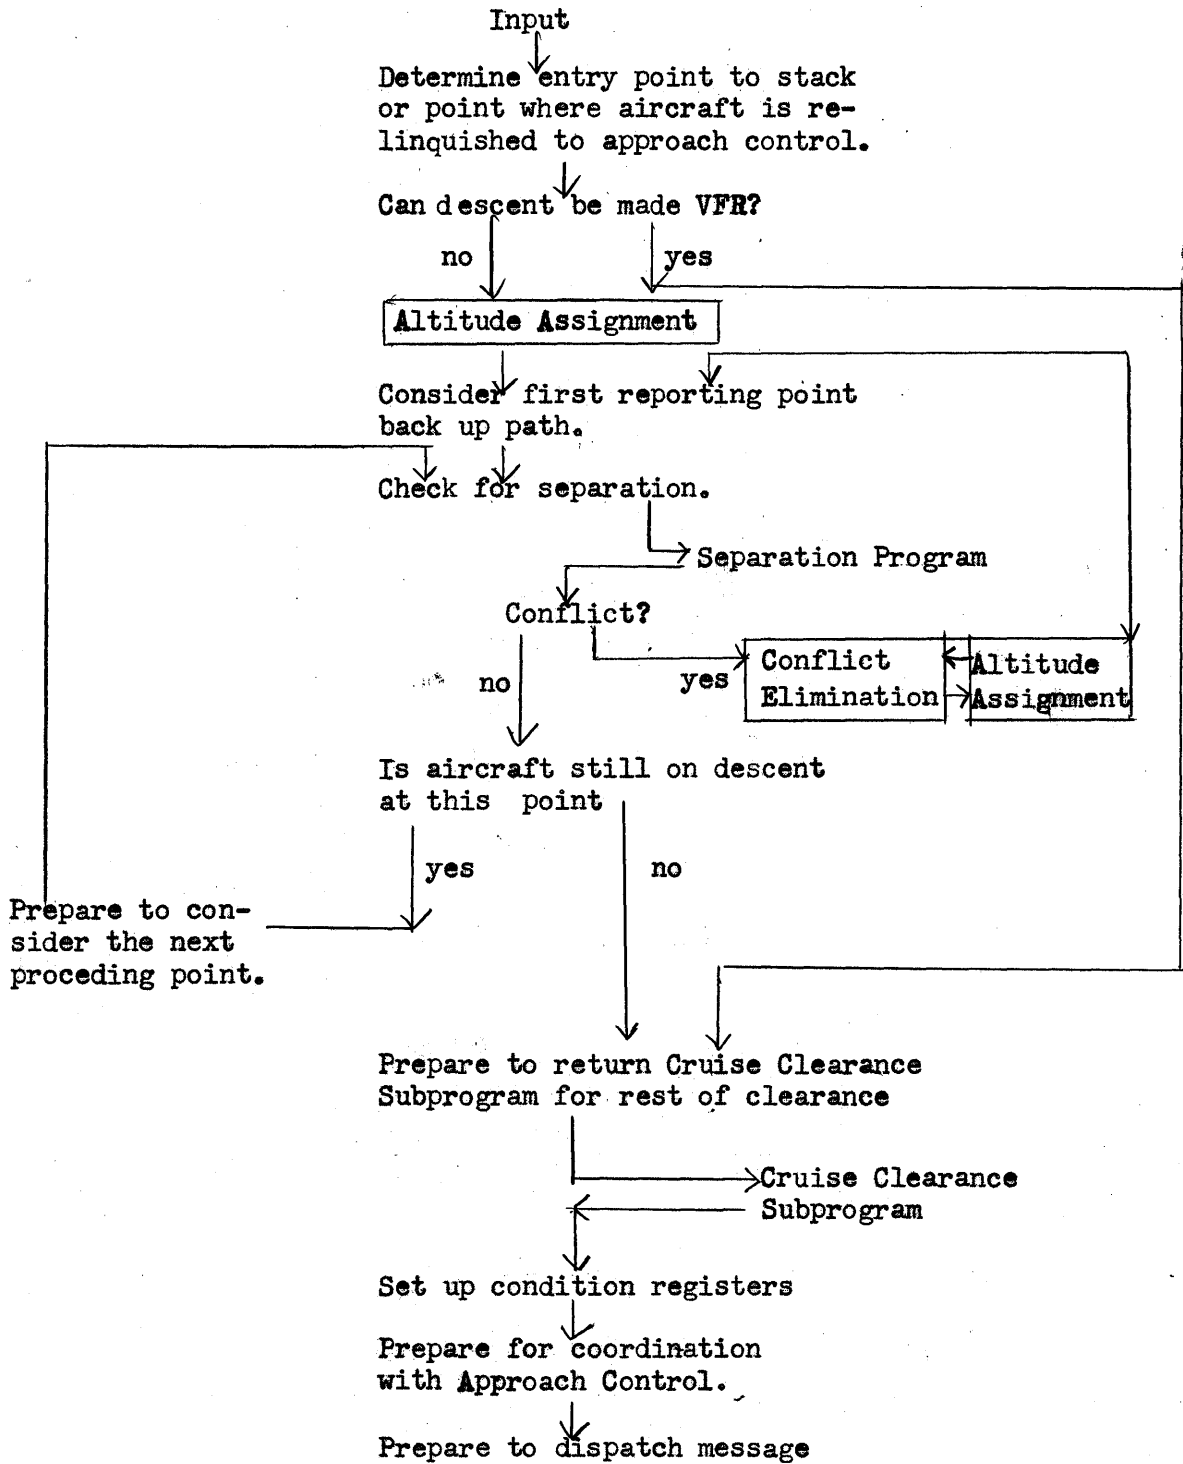 Input
Determine entry point to stack
or point where aircraft is re-
linquished to approach control.
Can descent be made VFR?
no
yes
Altitude Assignment
Consider first reporting point
back up path.
Check for separation.
Separation Program
Conflict?
no
yes
Conflict
Elimination
Altitude
Assignment
Is aircraft still on descent
at this point
yes
no
Prepare to con-
sider the next
proceding point.
Prepare to return Cruise Clearance
Subprogram for rest of clearance
Cruise Clearance
Subprogram
Set up condition registers
Prepare for coordination
with Approach Control.
Prepare to dispatch message